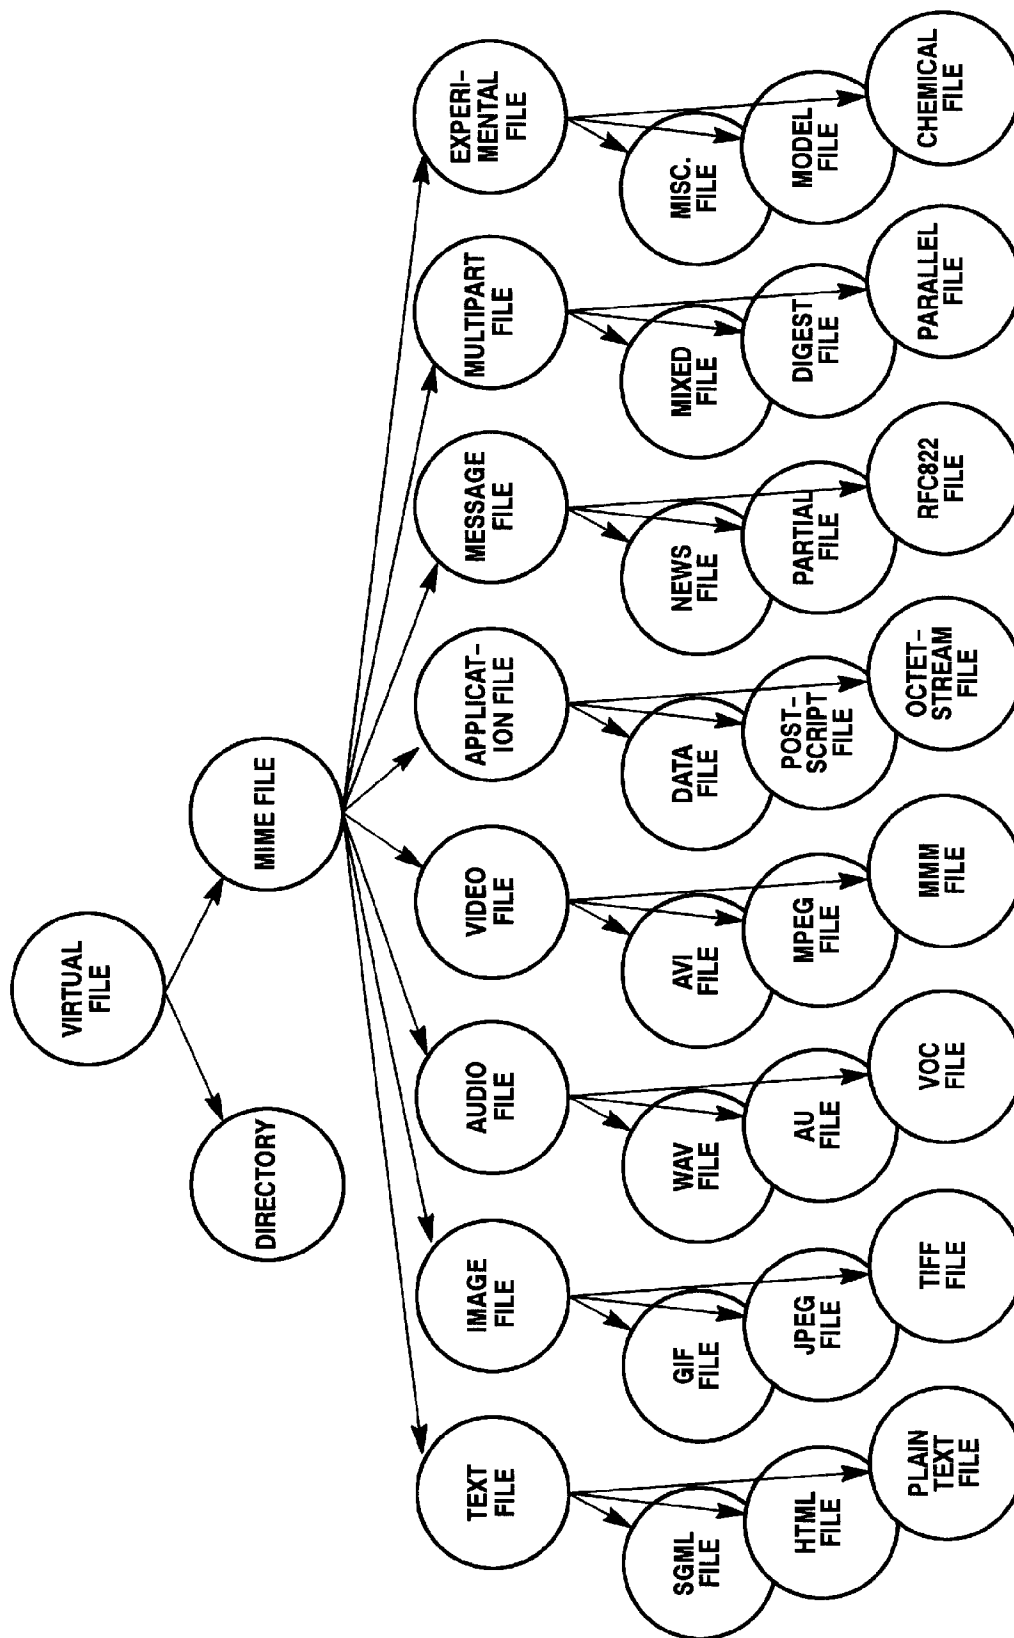 VIRTUAL
FILE
DIRECTORY
MIME FILE
TEXT
FILE
IMAGE
FILE
AUDIO
FILE
VIDEO
FILE
APPLICAT-
ION FILE
MESSAGE
FILE
MULTIPART
FILE
EXPERI-
MENTAL
FILE
SGML
FILE
HTML
FILE
PLAIN
TEXT
FILE
GIF
FILE
JPEG
FILE
TIFF
FILE
WAV
FILE
AU
FILE
VOC
FILE
AVI
FILE
MPEG
FILE
MMM
FILE
DATA
FILE
POST-
SCRIPT
FILE
OCTET-
STREAM
FILE
NEWS
FILE
PARTIAL
FILE
RFC822
FILE
MIXED
FILE
DIGEST
FILE
PARALLEL
FILE
MISC.
FILE
MODEL
FILE
CHEMICAL
FILE